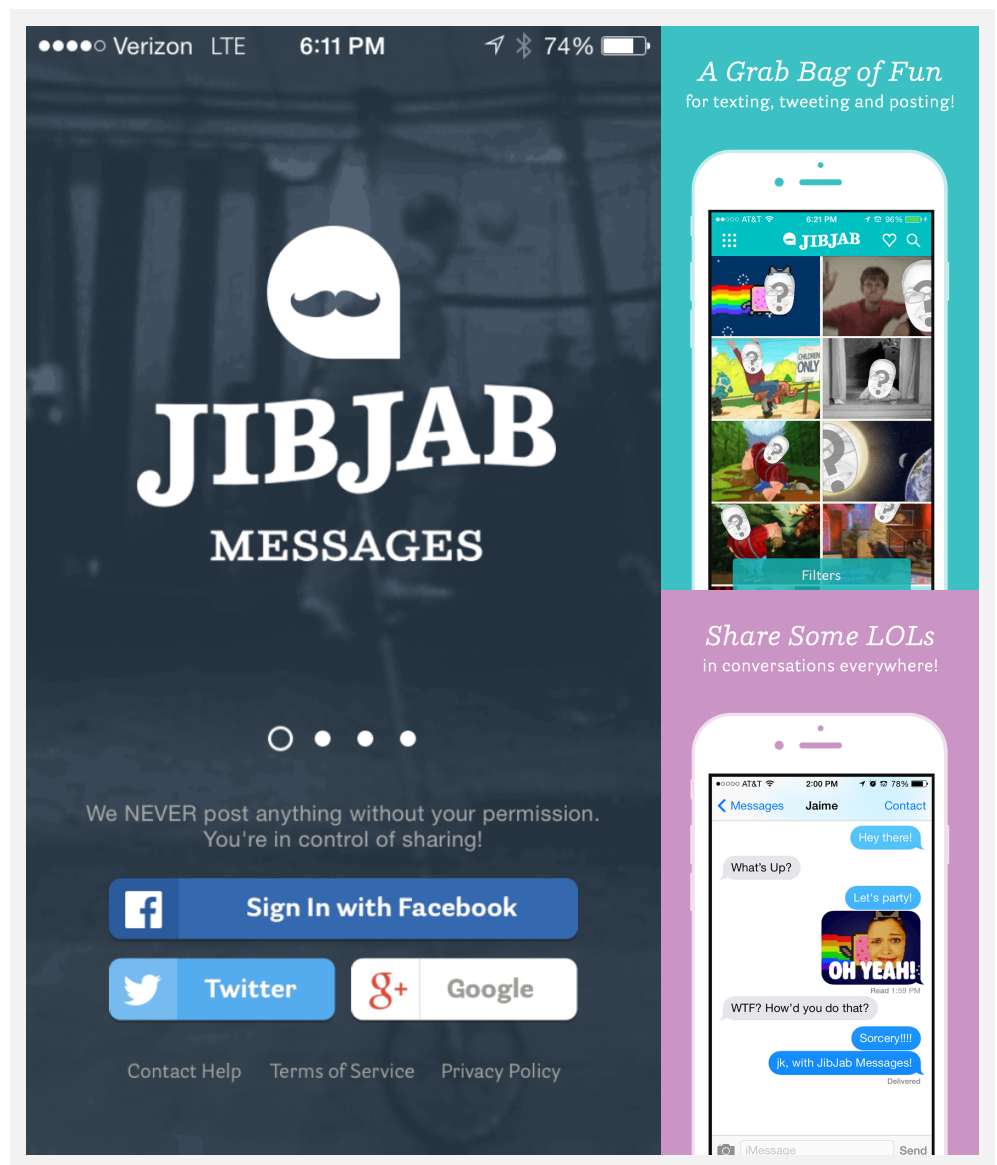 Verizon LTE 6:11 PM 74%
JIBJAB
MESSAGES
We NEVER post anything without your permission.
You're in control of sharing!
Sign In with Facebook
Twitter
g+ Google
Contact Help Terms of Service Privacy Policy
A Grab Bag of Fun
for texting, tweeting and posting!
AT&T 6:21 PM 96%
JIBJAB
? ?
CHILDREN
ONLY
? ?
? ?
? ?
Filters
Share Some LOLs
in conversations everywhere!
AT&T 2:00 PM 78%
Messages Jaime Contact
Hey there!
What's Up?
Let's party!
OH YEAH!
Read 1:59 PM
WTF? How'd you do that?
Sorcery!!!!
jk, with JibJab Messages!
Delivered
iMessage Send